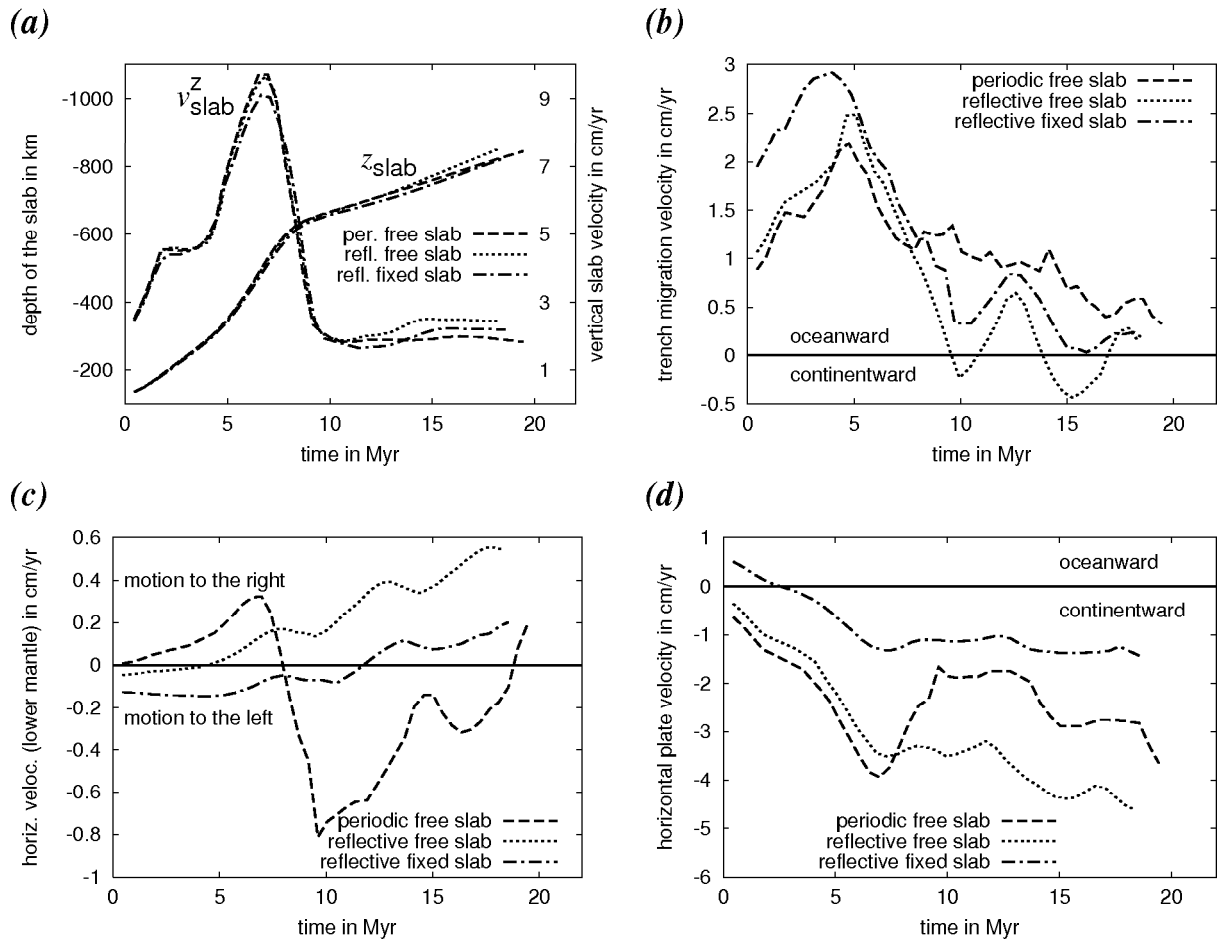 (a)
depth of the slab in km
-1000
-800
-600
-400
-200
v^z_slab
z_slab
per. free slab
refl. free slab
refl. fixed slab
9
7
5
3
1
vertical slab velocity in cm/yr
0 5 10 15 20
time in Myr
(b)
trench migration velocity in cm/yr
3
2.5
2
1.5
1
0.5
0
-0.5
periodic free slab
reflective free slab
reflective fixed slab
oceanward
continentward
0 5 10 15 20
time in Myr
(c)
horiz. veloc. (lower mantle) in cm/yr
0.6
0.4
0.2
0
-0.2
-0.4
-0.6
-0.8
-1
motion to the right
motion to the left
periodic free slab
reflective free slab
reflective fixed slab
0 5 10 15 20
time in Myr
(d)
horizontal plate velocity in cm/yr
1
0
-1
-2
-3
-4
-5
-6
oceanward
continentward
periodic free slab
reflective free slab
reflective fixed slab
0 5 10 15 20
time in Myr